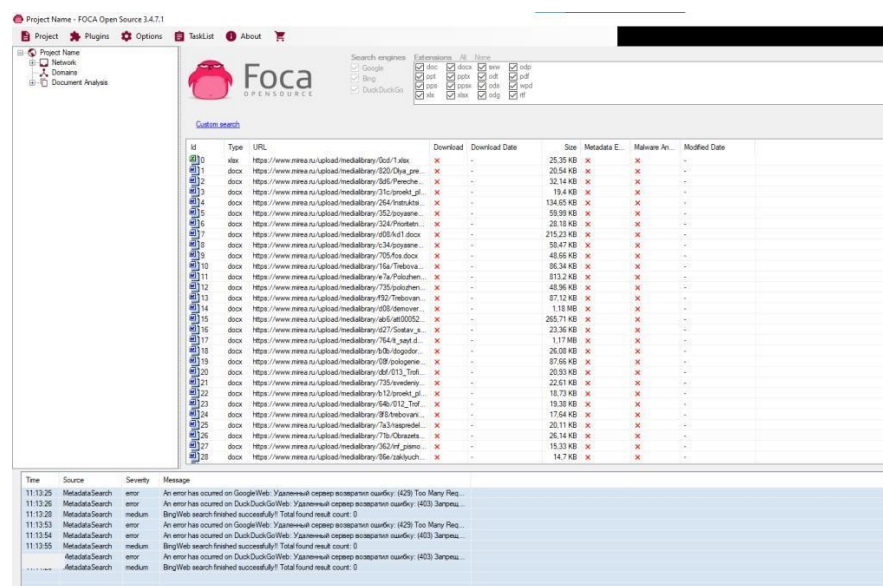 Project Name - FOCA Open Source 3.4.7.1
Project Plugins Options TaskList About
Project Name
Network
Domains
Document Analysis
Foca
OPEN SOURCE
Search engines
Google
Bing
DuckDuckGo
Extensions All None
doc docx sxw odp
ppt pptx odt pdf
pps ppsx ods wpd
xls xlsx odg rtf
Custom search
Id Type URL Download Download Date Size Metadata E... Malware An... Modified Date
0 xlsx https://www.mirea.ru/upload/medialibrary/0cd/1.xlsx - 25,35 KB -
1 docx https://www.mirea.ru/upload/medialibrary/820/Dlya_pre... - 20,54 KB -
2 docx https://www.mirea.ru/upload/medialibrary/8d6/Pereche... - 32,14 KB -
3 docx https://www.mirea.ru/upload/medialibrary/31c/proekt_pl... - 19,4 KB -
4 docx https://www.mirea.ru/upload/medialibrary/264/Instruktsi... - 134,65 KB -
5 docx https://www.mirea.ru/upload/medialibrary/352/poyasne... - 59,99 KB -
6 docx https://www.mirea.ru/upload/medialibrary/324/Prioritetn... - 28,18 KB -
7 docx https://www.mirea.ru/upload/medialibrary/d08/kd1.docx - 215,23 KB -
8 docx https://www.mirea.ru/upload/medialibrary/c34/poyasne... - 58,47 KB -
9 docx https://www.mirea.ru/upload/medialibrary/705/fos.docx - 48,66 KB -
10 docx https://www.mirea.ru/upload/medialibrary/16a/Trebova... - 86,34 KB -
11 docx https://www.mirea.ru/upload/medialibrary/e7a/Polozhen... - 813,2 KB -
12 docx https://www.mirea.ru/upload/medialibrary/735/polozhen... - 48,96 KB -
13 docx https://www.mirea.ru/upload/medialibrary/f92/Trebovan... - 87,12 KB -
14 docx https://www.mirea.ru/upload/medialibrary/d08/demover... - 1,18 MB -
15 docx https://www.mirea.ru/upload/medialibrary/ab6/att00052... - 265,71 KB -
16 docx https://www.mirea.ru/upload/medialibrary/d27/Sostav_s... - 23,36 KB -
17 docx https://www.mirea.ru/upload/medialibrary/764/t_sayt.d... - 1,17 MB -
18 docx https://www.mirea.ru/upload/medialibrary/b0b/dogodor... - 26,08 KB -
19 docx https://www.mirea.ru/upload/medialibrary/08f/pologenie... - 87,66 KB -
20 docx https://www.mirea.ru/upload/medialibrary/dbf/013_Trofi... - 20,93 KB -
21 docx https://www.mirea.ru/upload/medialibrary/735/svedeniy... - 22,61 KB -
22 docx https://www.mirea.ru/upload/medialibrary/b12/proekt_pl... - 18,73 KB -
23 docx https://www.mirea.ru/upload/medialibrary/64b/012_Trof... - 19,38 KB -
24 docx https://www.mirea.ru/upload/medialibrary/8f8/trebovani... - 17,64 KB -
25 docx https://www.mirea.ru/upload/medialibrary/7a3/raspredel... - 20,11 KB -
26 docx https://www.mirea.ru/upload/medialibrary/71b/Obrazets... - 26,14 KB -
27 docx https://www.mirea.ru/upload/medialibrary/362/inf_pismo... - 15,33 KB -
28 docx https://www.mirea.ru/upload/medialibrary/86e/zaklyuch... - 14,7 KB -
Time Source Severity Message
11:13:25 MetadataSearch error An error has ocurred on GoogleWeb: Удаленный сервер возвратил ошибку: (429) Too Many Req...
11:13:26 MetadataSearch error An error has ocurred on DuckDuckGoWeb: Удаленный сервер возвратил ошибку: (403) Запрещ...
11:13:28 MetadataSearch medium BingWeb search finished successfully!! Total found result count: 0
11:13:53 MetadataSearch error An error has ocurred on GoogleWeb: Удаленный сервер возвратил ошибку: (429) Too Many Req...
11:13:54 MetadataSearch error An error has ocurred on DuckDuckGoWeb: Удаленный сервер возвратил ошибку: (403) Запрещ...
11:13:55 MetadataSearch medium BingWeb search finished successfully!! Total found result count: 0
MetadataSearch error An error has ocurred on DuckDuckGoWeb: Удаленный сервер возвратил ошибку: (403) Запрещ...
MetadataSearch medium BingWeb search finished successfully!! Total found result count: 0